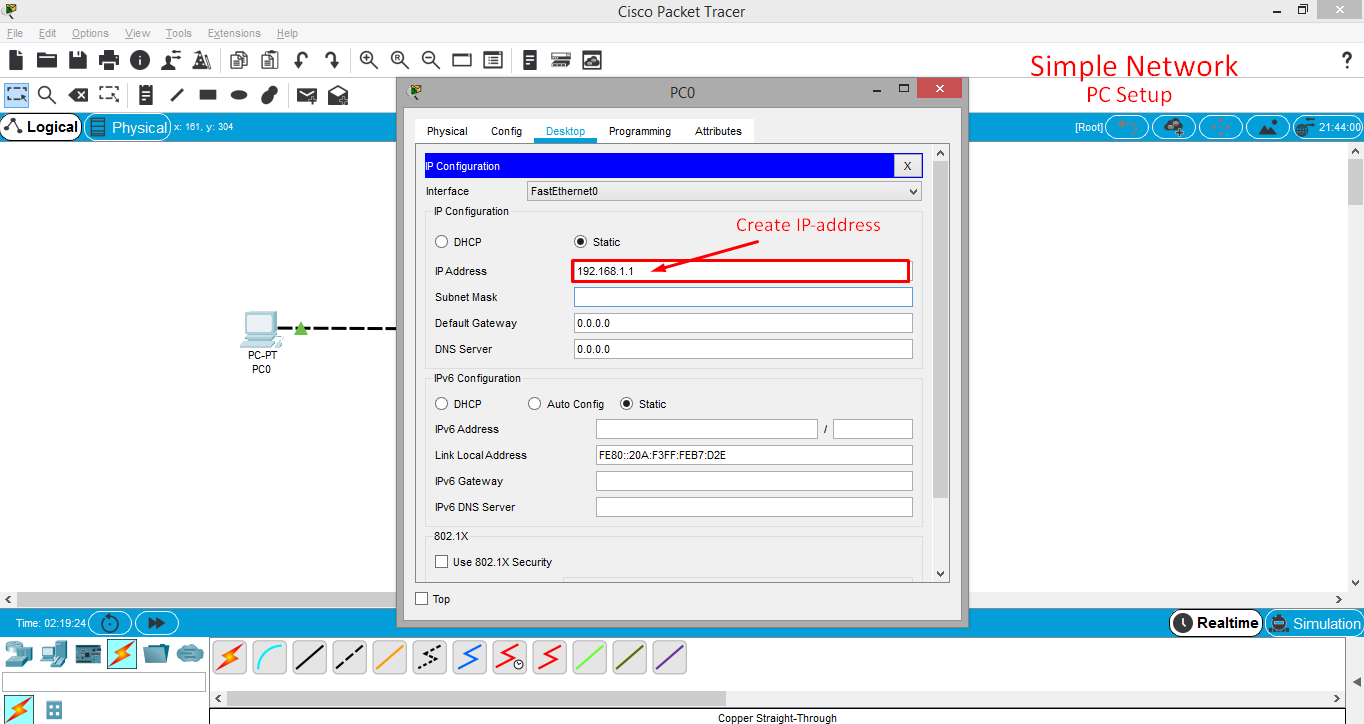 Cisco Packet Tracer
File Edit Options View Tools Extensions Help
Simple Network
PC Setup
?
PC0
Logical Physical x: 161, y: 304
[Root] 21:44:00
Physical Config Desktop Programming Attributes
IP Configuration X
Interface FastEthernet0
IP Configuration
Create IP-address
DHCP Static
IP Address 192.168.1.1
Subnet Mask
Default Gateway 0.0.0.0
DNS Server 0.0.0.0
IPv6 Configuration
DHCP Auto Config Static
IPv6 Address /
Link Local Address FE80::20A:F3FF:FEB7:D2E
IPv6 Gateway
IPv6 DNS Server
802.1X
Use 802.1X Security
Top
PC-PT
PC0
Time: 02:19:24 Realtime Simulation
Copper Straight-Through